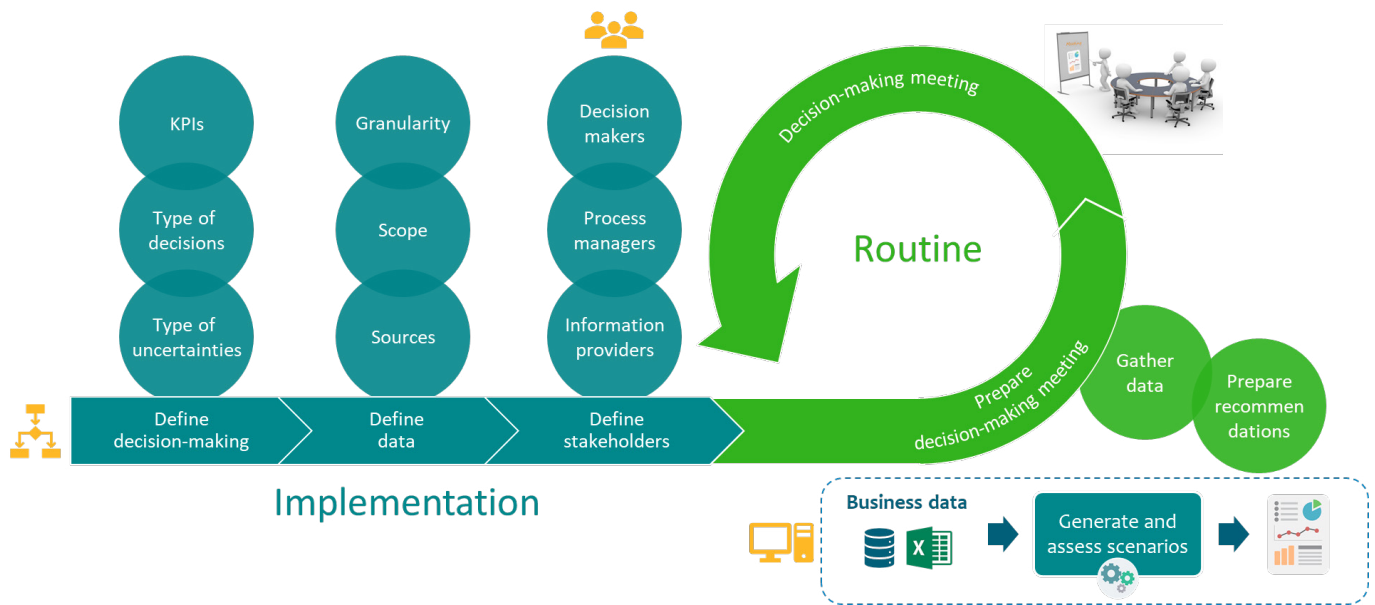 KPIs
Type of
decisions
Type of
uncertainties
Granularity
Scope
Sources
Decision
makers
Process
managers
Information
providers
Define
decision-making
Define
data
Define
stakeholders
Implementation
Routine
Prepare
decision-making meeting
Decision-making meeting
Gather
data
Prepare
recommen
dations
Business data
X
Generate and
assess scenarios